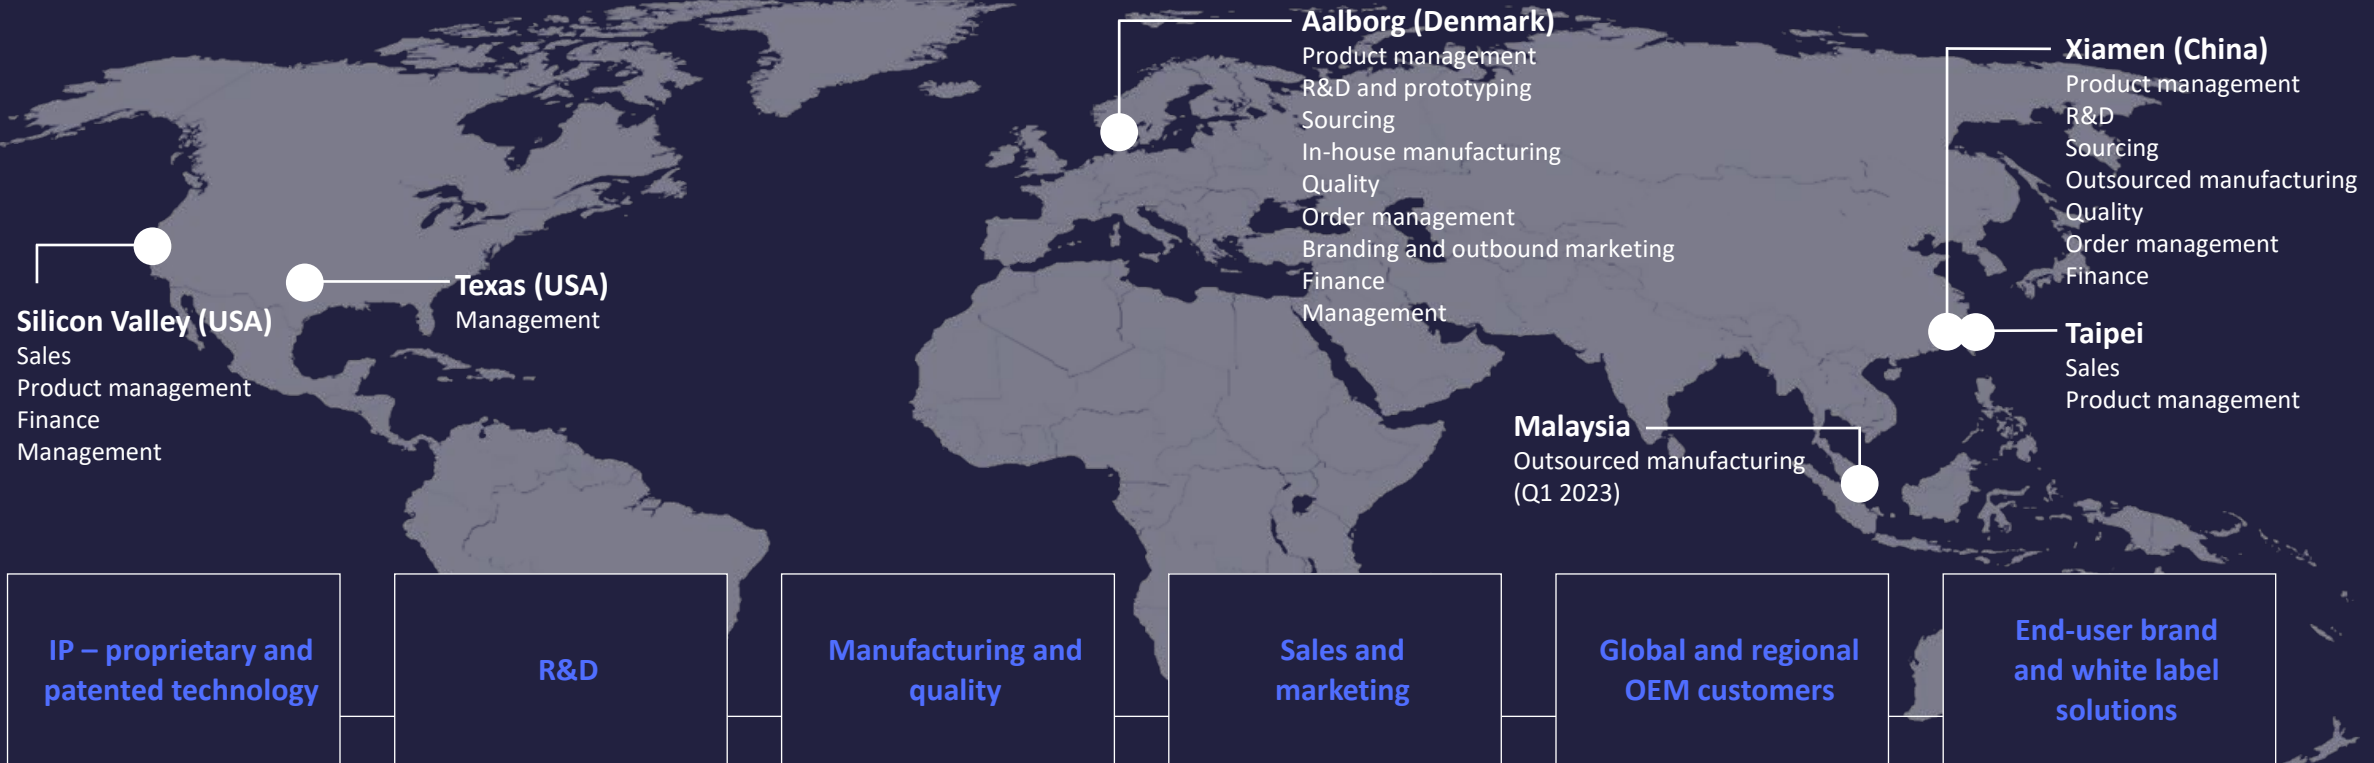 Aalborg (Denmark)
Product management
R&D and prototyping
Sourcing
In-house manufacturing
Quality
Order management
Branding and outbound marketing
Finance
Management
Xiamen (China)
Product management
R&D
Sourcing
Outsourced manufacturing
Quality
Order management
Finance
Silicon Valley (USA)
Sales
Product management
Finance
Management
Texas (USA)
Management
Taipei
Sales
Product management
Malaysia
Outsourced manufacturing
(Q1 2023)
IP – proprietary and
patented technology
R&D
Manufacturing and
quality
Sales and
marketing
Global and regional
OEM customers
End-user brand
and white label
solutions